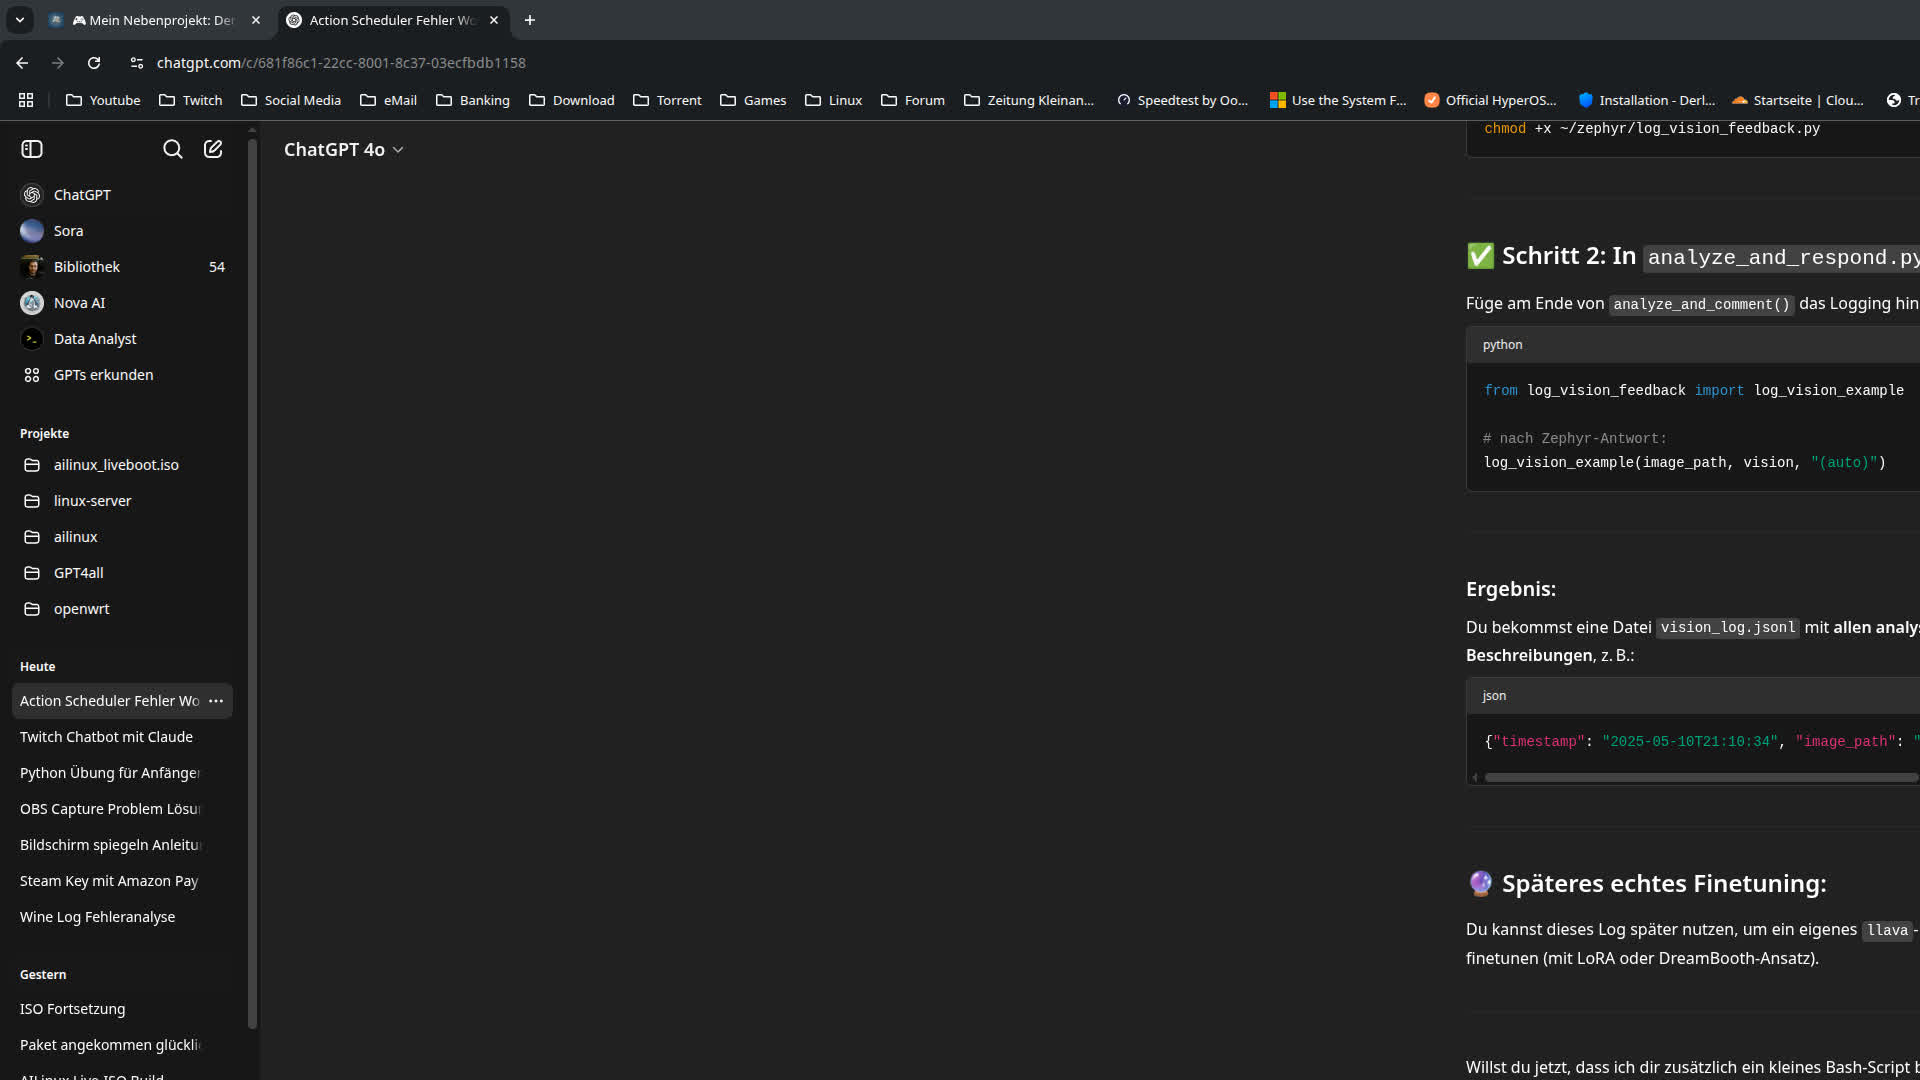 🎮 Mein Nebenprojekt: Der
Action Scheduler Fehler Wo
chatgpt.com/c/681f86c1-22cc-8001-8c37-03ecfbdb1158
Youtube
Twitch
Social Media
eMail
Banking
Download
Torrent
Games
Linux
Forum
Zeitung Kleinan...
Speedtest by Oo...
Use the System F...
Official HyperOS...
Installation - Derl...
Startseite | Clou...
Tr
ChatGPT 4o
ChatGPT
Sora
Bibliothek 54
Nova AI
Data Analyst
GPTs erkunden
Projekte
ailinux_liveboot.iso
linux-server
ailinux
GPT4all
openwrt
Heute
Action Scheduler Fehler Wo
Twitch Chatbot mit Claude
Python Übung für Anfänger
OBS Capture Problem Lösu
Bildschirm spiegeln Anleitu
Steam Key mit Amazon Pay
Wine Log Fehleranalyse
Gestern
ISO Fortsetzung
Paket angekommen glückli
AILinux Live ISO Build
chmod +x ~/zephyr/log_vision_feedback.py
✅ Schritt 2: In analyze_and_respond.py
Füge am Ende von analyze_and_comment() das Logging hin
python
from log_vision_feedback import log_vision_example
# nach Zephyr-Antwort:
log_vision_example(image_path, vision, "(auto)")
Ergebnis:
Du bekommst eine Datei vision_log.jsonl mit allen analys
Beschreibungen, z. B.:
json
{"timestamp": "2025-05-10T21:10:34", "image_path": "
🔮 Späteres echtes Finetuning:
Du kannst dieses Log später nutzen, um ein eigenes llava-
finetunen (mit LoRA oder DreamBooth-Ansatz).
Willst du jetzt, dass ich dir zusätzlich ein kleines Bash-Script b